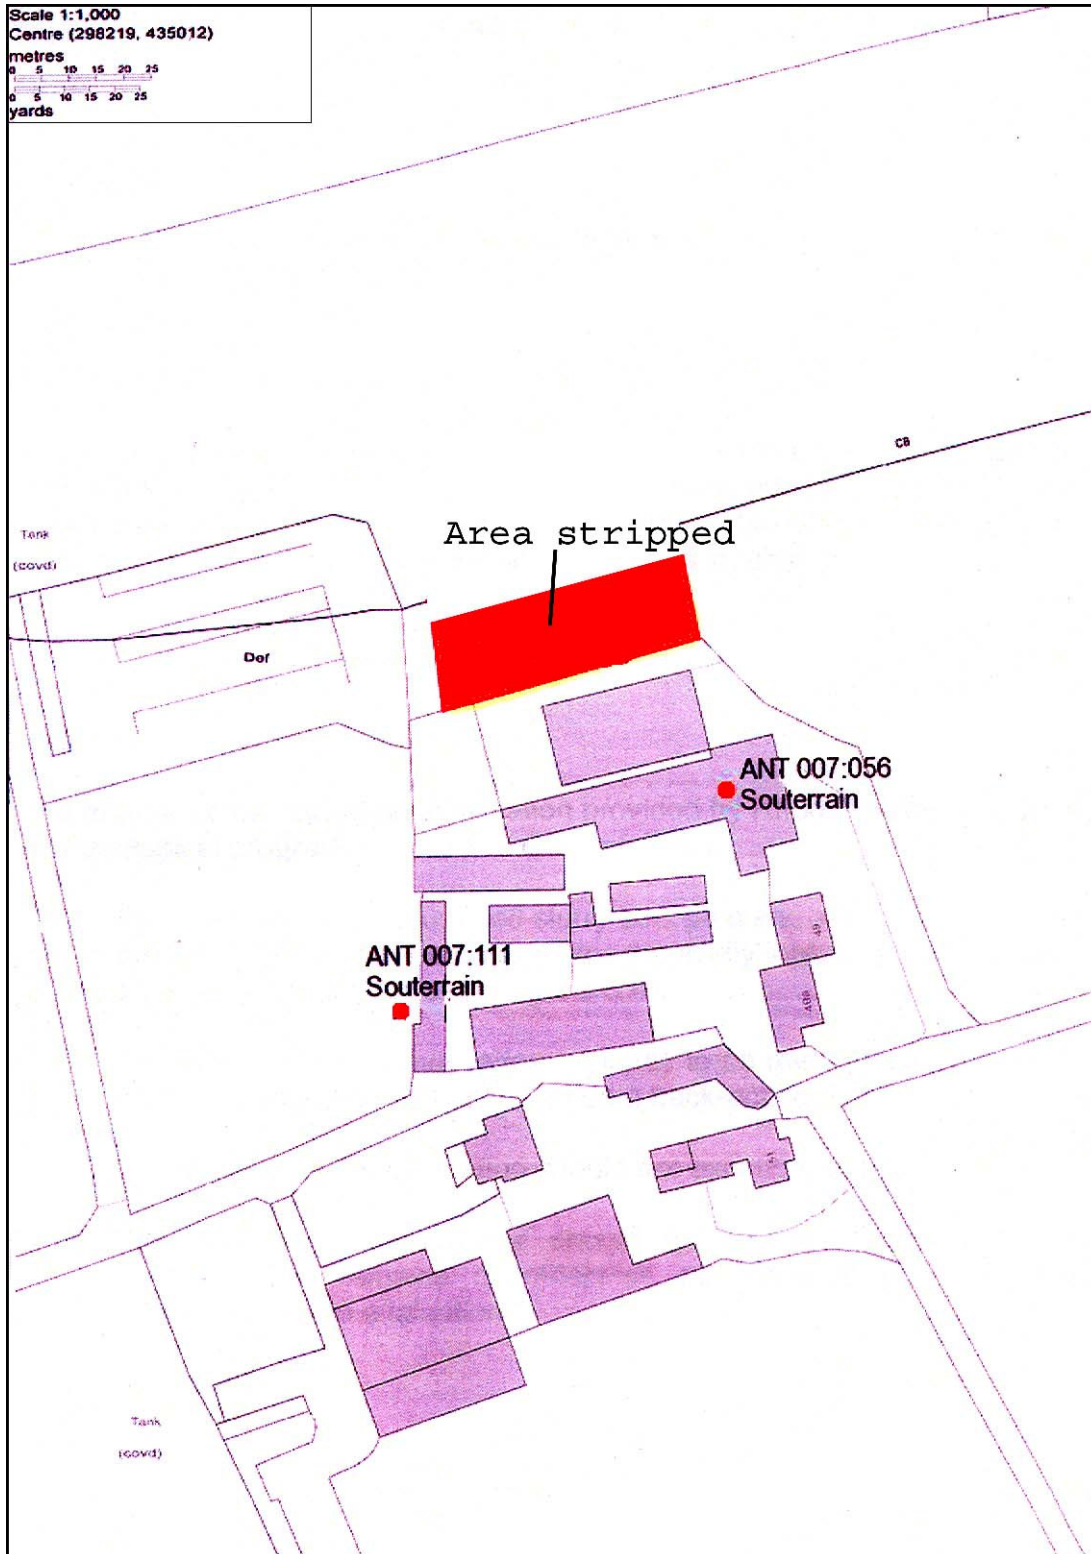 Scale 1:1,000
Centre (298219, 435012)
metres
0 5 10 15 20 25
0 5 10 15 20 25
yards
CB
Tank
(covd)
Area stripped
Def
ANT 007:056
Souterrain
49
ANT 007:111
Souterrain
49a
51
Tank
(covd)